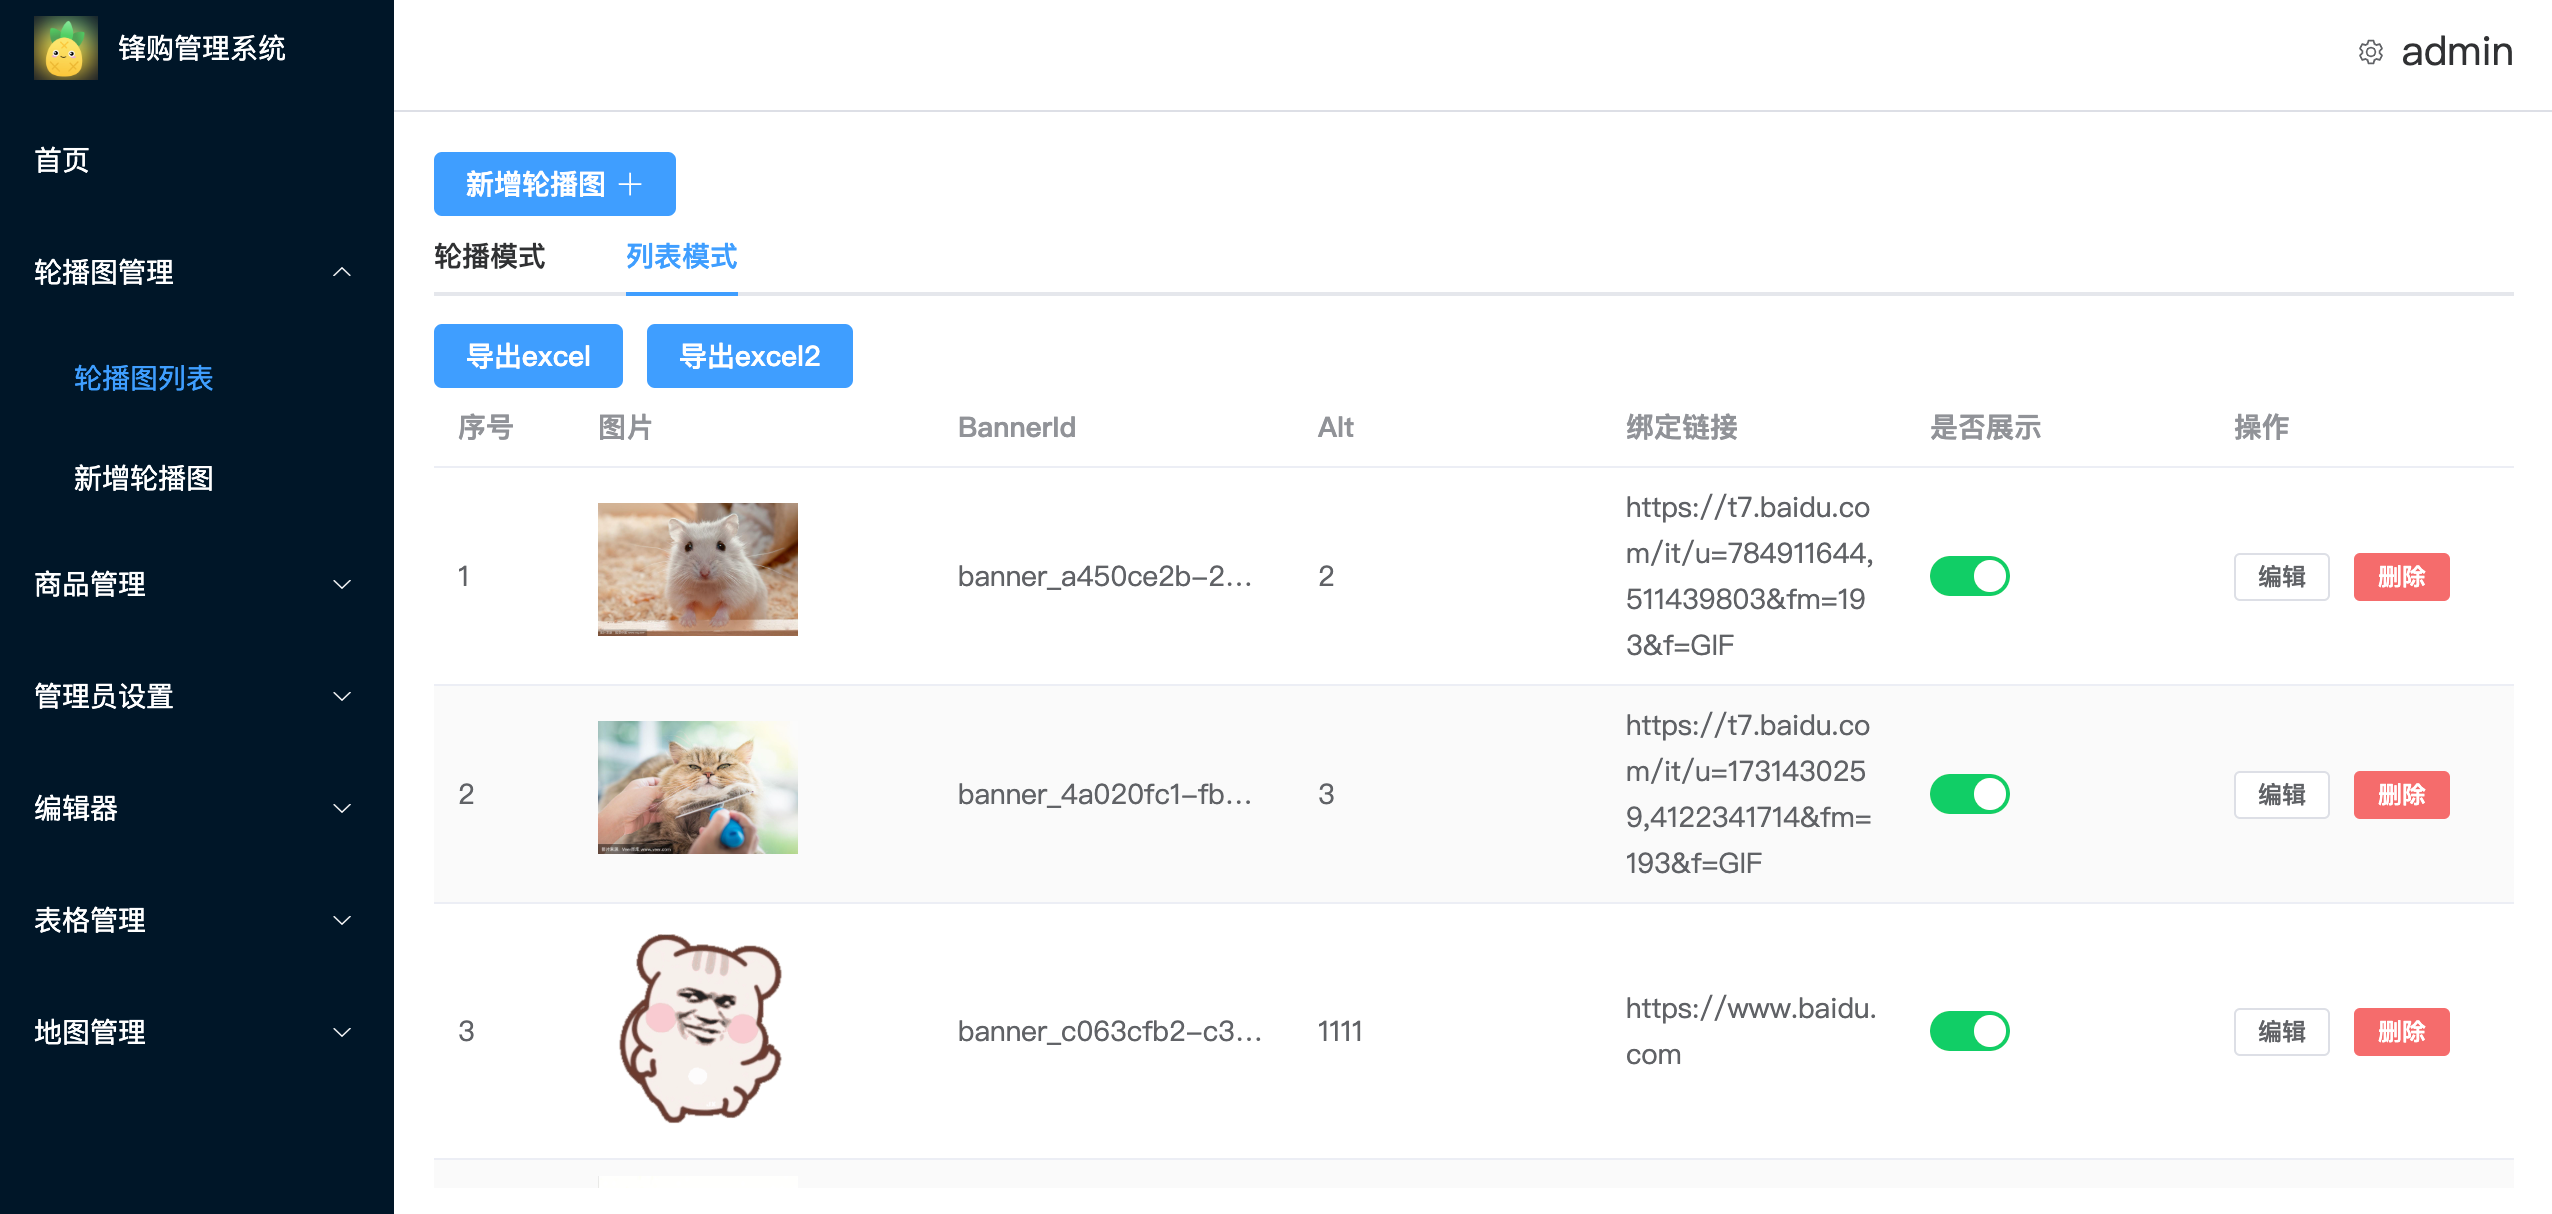 锋购管理系统
admin
首页
轮播图管理
轮播图列表
新增轮播图
商品管理
管理员设置
编辑器
表格管理
地图管理
新增轮播图
轮播模式 列表模式
导出excel 导出excel2
序号 图片 BannerId Alt 绑定链接 是否展示 操作
1 banner_a450ce2b-2... 2
https://t7.baidu.co
m/it/u=784911644,
511439803&fm=19
3&f=GIF
编辑 删除
2 banner_4a020fc1-fb... 3
https://t7.baidu.co
m/it/u=173143025
9,4122341714&fm=
193&f=GIF
编辑 删除
3 banner_c063cfb2-c3... 1111
https://www.baidu.
com
编辑 删除